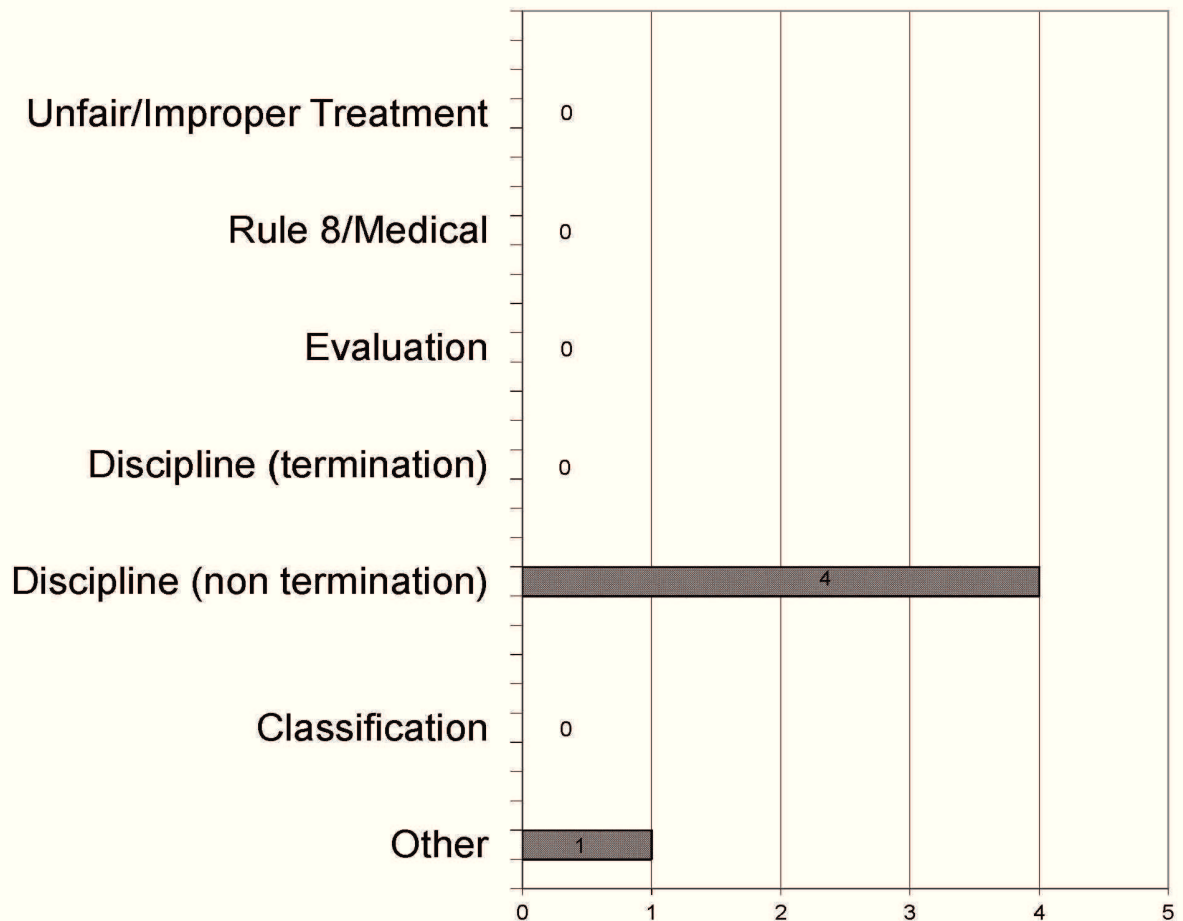 Unfair/Improper Treatment 0
Rule 8/Medical 0
Evaluation 0
Discipline (termination) 0
Discipline (non termination) 4
Classification 0
Other 1
0 1 2 3 4 5